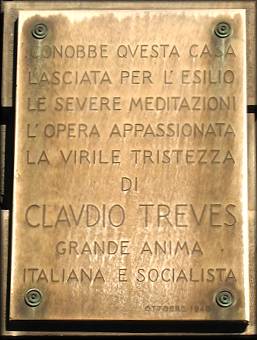 CONOBBE QVESTA CASA
LASCIATA PER L' ESILIO
LE SEVERE MEDITAZIONI
L' OPERA APPASSIONATA
LA VIRILE TRISTEZZA
DI
CLAVDIO TREVES
GRANDE ANIMA
ITALIANA E SOCIALISTA
OTTOBRE 1948